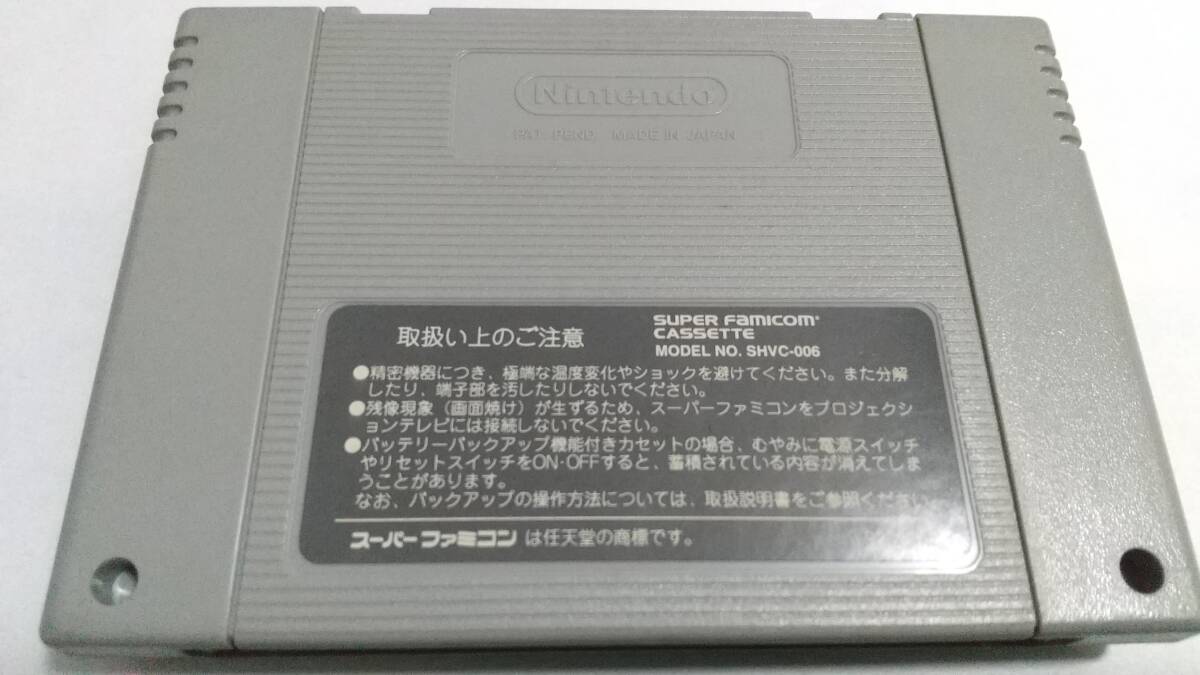 Nintendo
PAT. PEND. MADE IN JAPAN
取扱い上のご注意
SUPER FAMICOM
CASSETTE
MODEL NO. SHVC-006
●精密機器につき、極端な温度変化やショックを避けてください。また分解
したり、端子部を汚したりしないでください。
●残像現象（画面焼け）が生ずるため、スーパーファミコンをプロジェクシ
ョンテレビには接続しないでください。
●バッテリーバックアップ機能付きカセットの場合、むやみに電源スイッチ
やリセットスイッチをON・OFFすると、蓄積されている内容が消えてしま
うことがあります。
なお、バックアップの操作方法については、取扱説明書をご参照ください。
スーパーファミコン は任天堂の商標です。